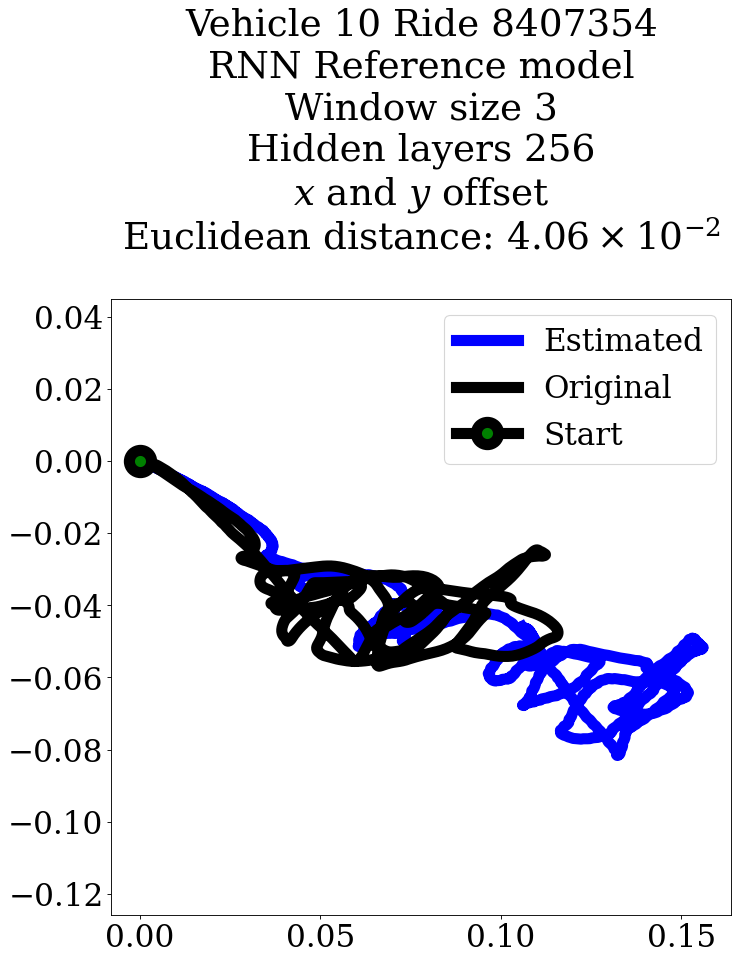 Vehicle 10 Ride 8407354
RNN Reference model
Window size 3
Hidden layers 256
x and y offset
Euclidean distance: 4.06 × 10⁻²
Estimated
Original
Start
0.04
0.02
0.00
−0.02
−0.04
−0.06
−0.08
−0.10
−0.12
0.00 0.05 0.10 0.15